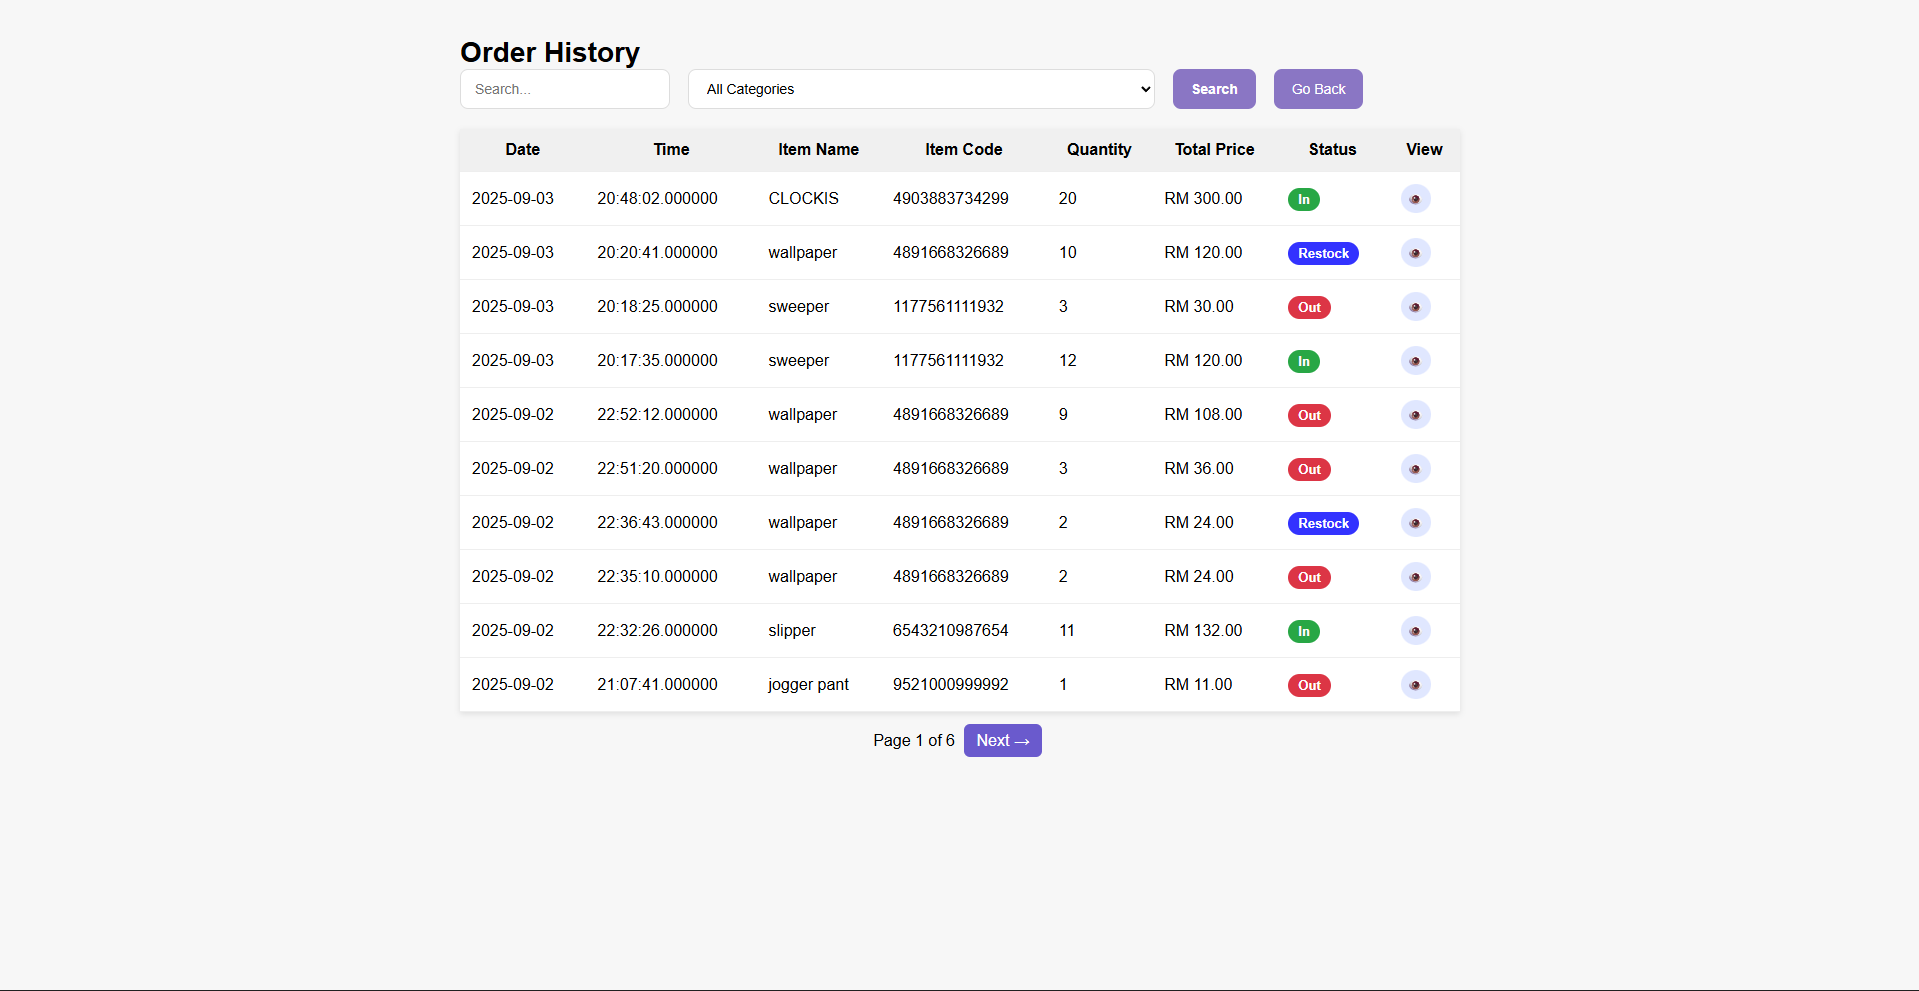 Order History
Search... All Categories Search Go Back
Date Time Item Name Item Code Quantity Total Price Status View
2025-09-03 20:48:02.000000 CLOCKIS 4903883734299 20 RM 300.00 In
2025-09-03 20:20:41.000000 wallpaper 4891668326689 10 RM 120.00 Restock
2025-09-03 20:18:25.000000 sweeper 1177561111932 3 RM 30.00 Out
2025-09-03 20:17:35.000000 sweeper 1177561111932 12 RM 120.00 In
2025-09-02 22:52:12.000000 wallpaper 4891668326689 9 RM 108.00 Out
2025-09-02 22:51:20.000000 wallpaper 4891668326689 3 RM 36.00 Out
2025-09-02 22:36:43.000000 wallpaper 4891668326689 2 RM 24.00 Restock
2025-09-02 22:35:10.000000 wallpaper 4891668326689 2 RM 24.00 Out
2025-09-02 22:32:26.000000 slipper 6543210987654 11 RM 132.00 In
2025-09-02 21:07:41.000000 jogger pant 9521000999992 1 RM 11.00 Out
Page 1 of 6 Next →